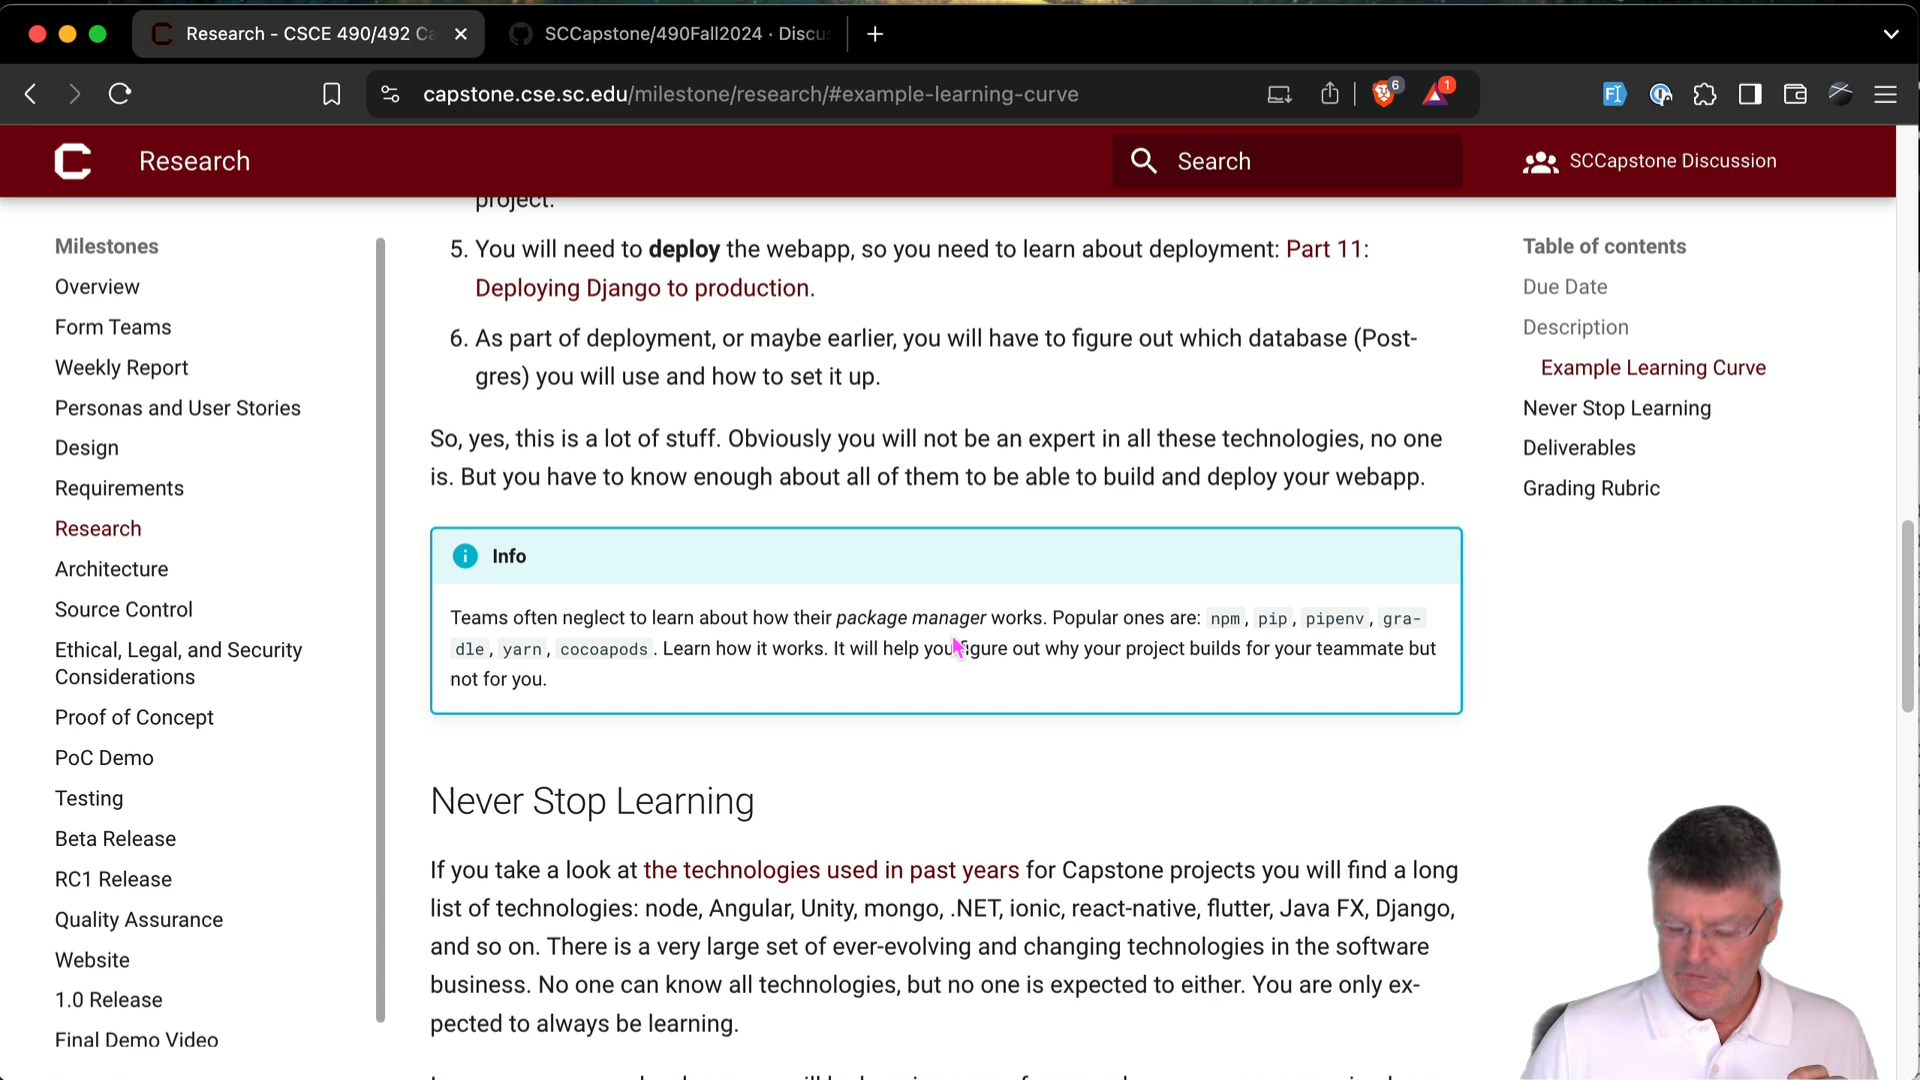 Research - CSCE 490/492 Ca
SCCapstone/490Fall2024 · Discu
capstone.cse.sc.edu/milestone/research/#example-learning-curve
6
1
Research
Search
SCCapstone Discussion
Milestones
Overview
Form Teams
Weekly Report
Personas and User Stories
Design
Requirements
Research
Architecture
Source Control
Ethical, Legal, and Security
Considerations
Proof of Concept
PoC Demo
Testing
Beta Release
RC1 Release
Quality Assurance
Website
1.0 Release
Final Demo Video
project.
5. You will need to deploy the webapp, so you need to learn about deployment: Part 11:
Deploying Django to production.
6. As part of deployment, or maybe earlier, you will have to figure out which database (Post-
gres) you will use and how to set it up.
So, yes, this is a lot of stuff. Obviously you will not be an expert in all these technologies, no one
is. But you have to know enough about all of them to be able to build and deploy your webapp.
Info
Teams often neglect to learn about how their package manager works. Popular ones are: npm, pip, pipenv, gra-
dle, yarn, cocoapods. Learn how it works. It will help you figure out why your project builds for your teammate but
not for you.
Never Stop Learning
If you take a look at the technologies used in past years for Capstone projects you will find a long
list of technologies: node, Angular, Unity, mongo, .NET, ionic, react-native, flutter, Java FX, Django,
and so on. There is a very large set of ever-evolving and changing technologies in the software
business. No one can know all technologies, but no one is expected to either. You are only ex-
pected to always be learning.
Table of contents
Due Date
Description
Example Learning Curve
Never Stop Learning
Deliverables
Grading Rubric